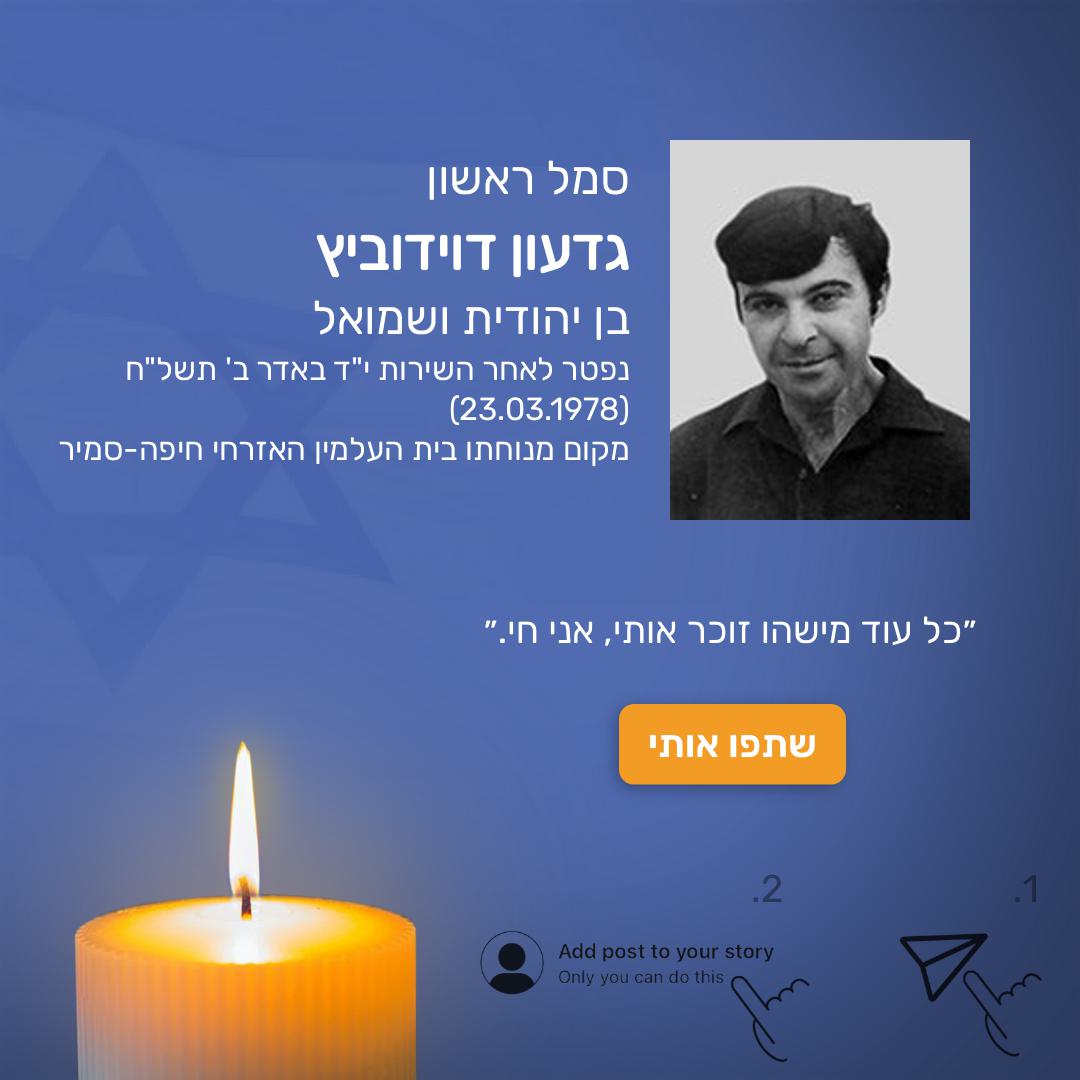 סמל ראשון
גדעון דוידוביץ
בן יהודית ושמואל
נפטר לאחר השירות י"ד באדר ב' תשל"ח
(23.03.1978)
מקום מנוחתו בית העלמין האזרחי חיפה-סמיר
״כל עוד מישהו זוכר אותי, אני חי.״
שתפו אותי
1.
2.
Add post to your story
Only you can do this